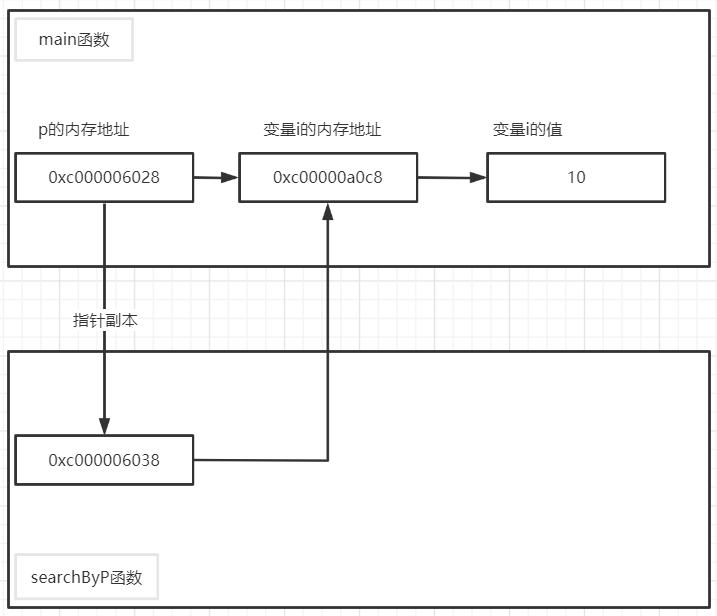 main函数
p的内存地址
变量i的内存地址
变量i的值
0xc000006028
0xc00000a0c8
10
指针副本
0xc000006038
searchByP函数